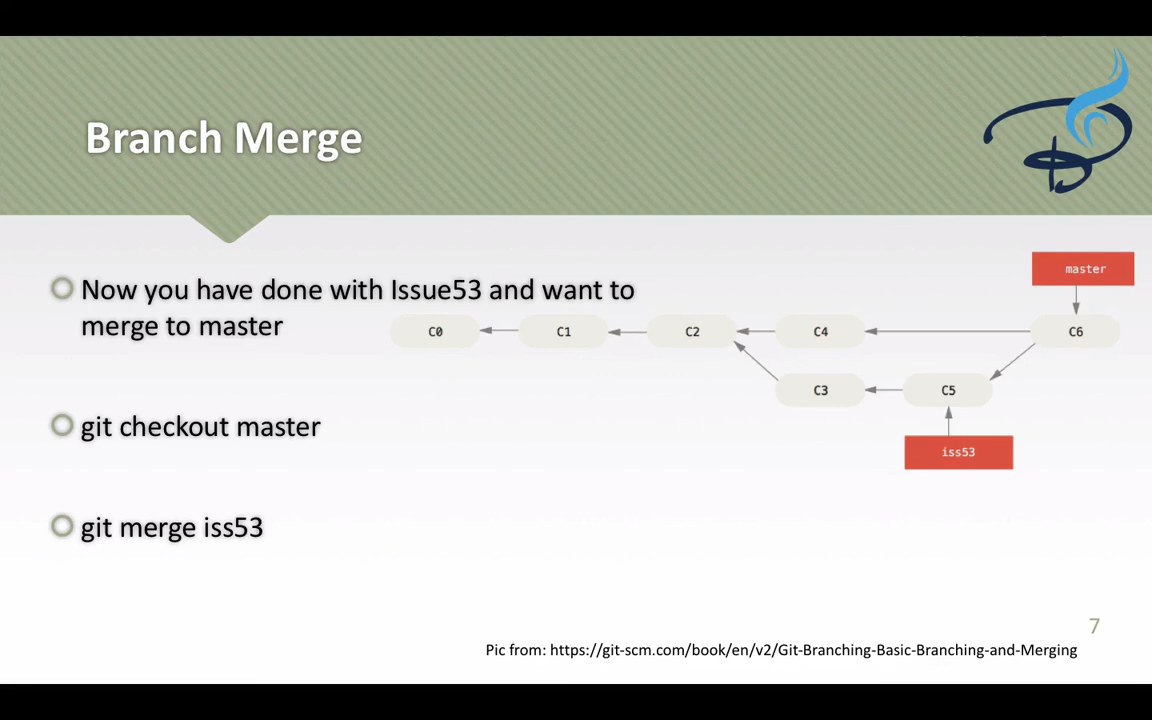 Branch Merge
Now you have done with Issue53 and want to
merge to master
git checkout master
git merge iss53
master
C0
C1
C2
C4
C6
C3
C5
iss53
7
Pic from: https://git-scm.com/book/en/v2/Git-Branching-Basic-Branching-and-Merging